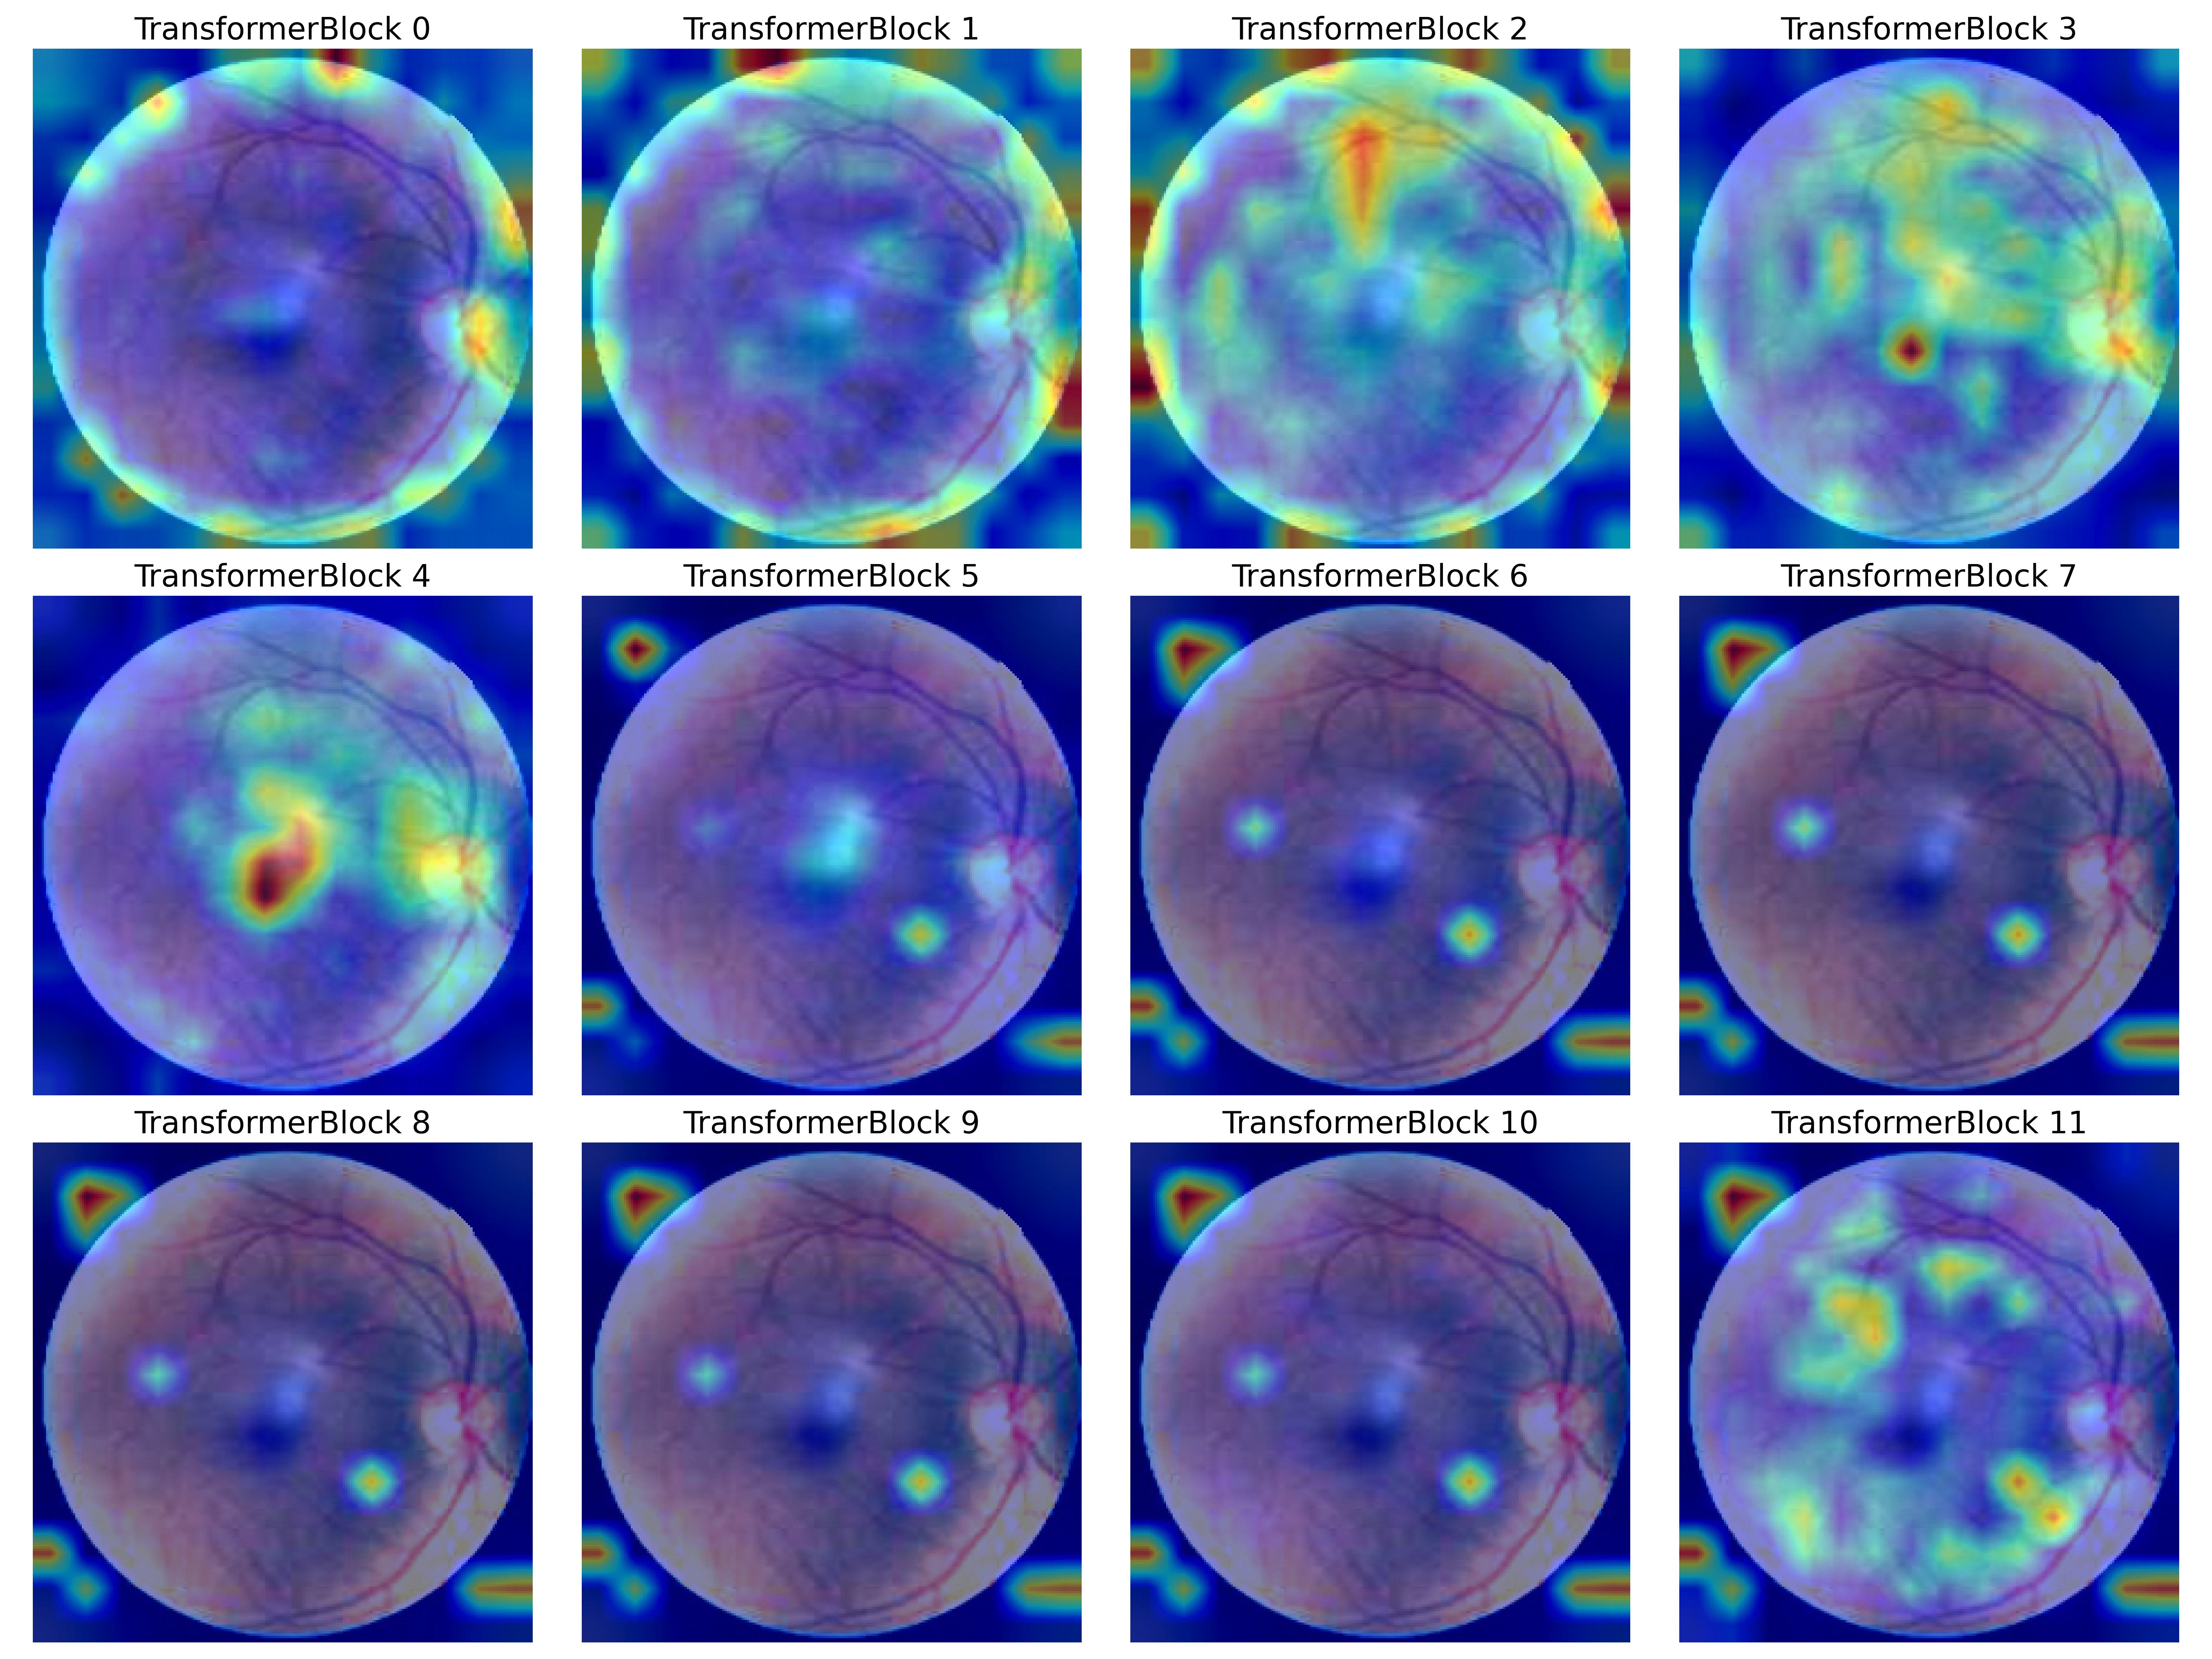 TransformerBlock 0
TransformerBlock 1
TransformerBlock 2
TransformerBlock 3
TransformerBlock 4
TransformerBlock 5
TransformerBlock 6
TransformerBlock 7
TransformerBlock 8
TransformerBlock 9
TransformerBlock 10
TransformerBlock 11